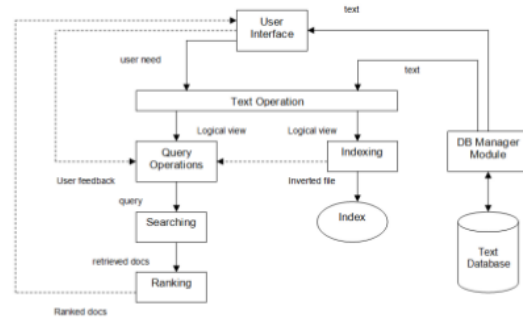 text
User
Interface
user need
text
Text Operation
Logical view
Logical view
Query
Operations
Indexing
DB Manager
Module
User feedback
Inverted file
query
Searching
Index
retrieved docs
Ranking
Text
Database
Ranked docs